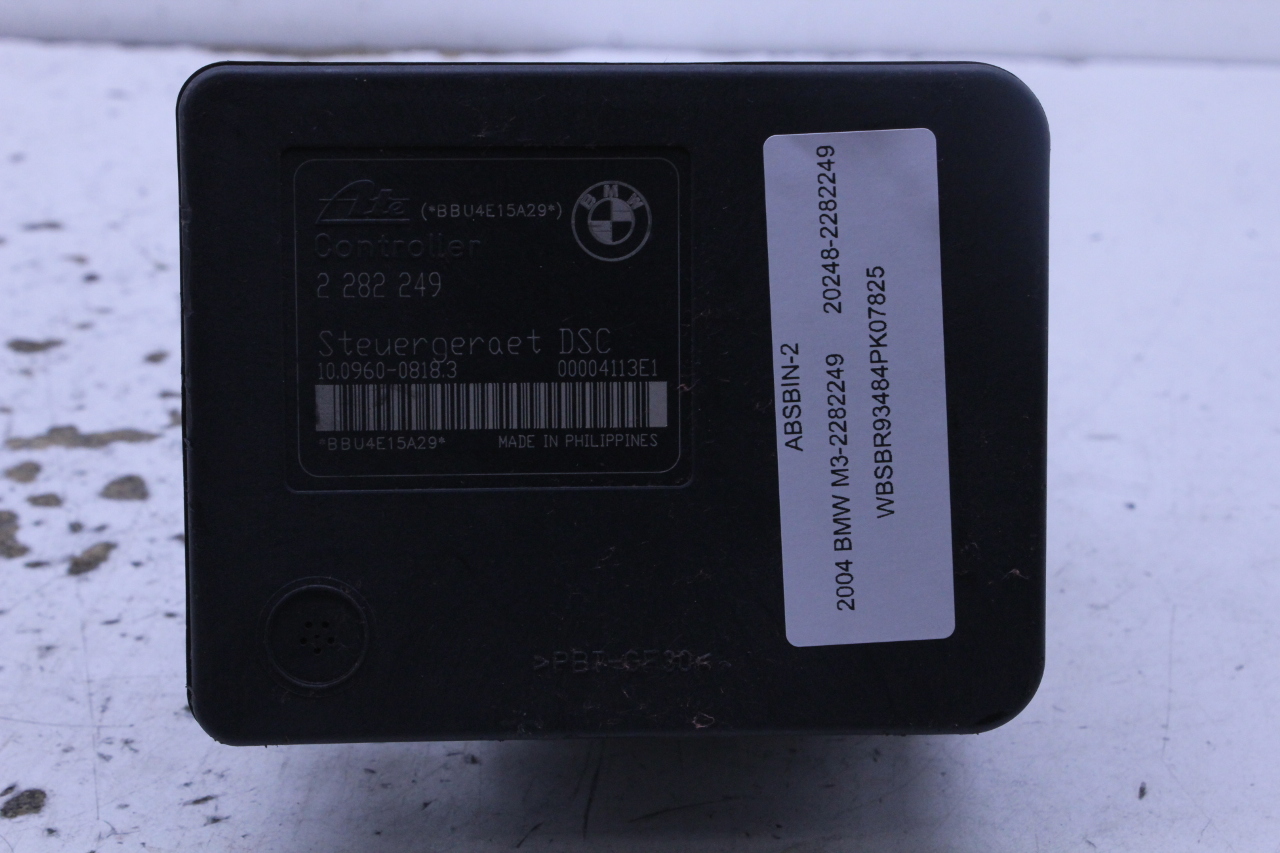 Ate (*BBU4E15A29*) BMW
Controller
2 282 249
Steuergeraet DSC
10.0960-0818.3 00004113E1
*BBU4E15A29* MADE IN PHILIPPINES
>PBT-GF30<
ABSBIN-2
2004 BMW M3-2282249 20248-2282249
WBSBR93484PK07825